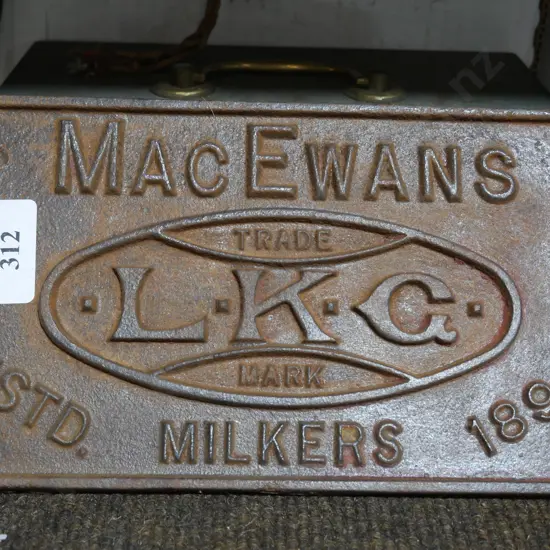 MACEWANS
TRADE
·L·K·G·
MARK
STD.
MILKERS
189
312